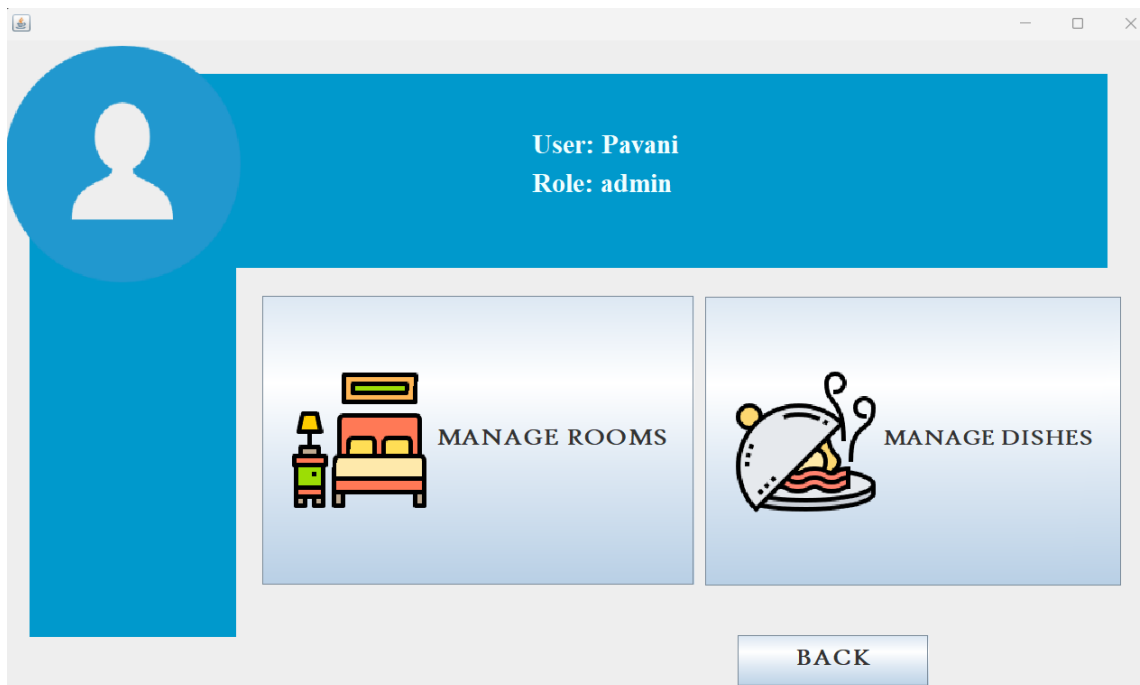 User: Pavani
Role: admin
MANAGE ROOMS
MANAGE DISHES
BACK